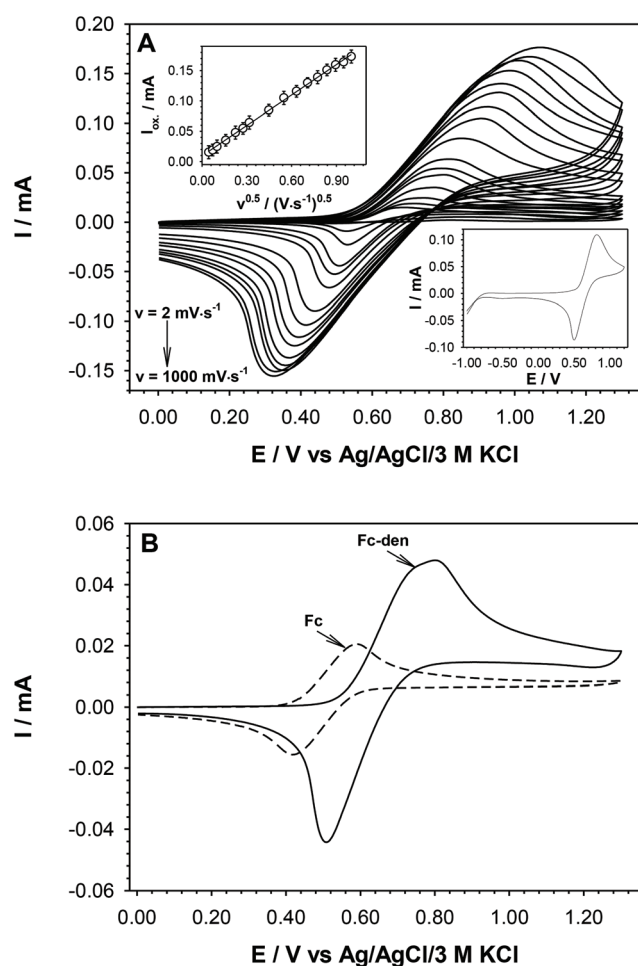 A
0.20
0.15
0.10
0.05
0.00
-0.05
-0.10
-0.15
I / mA
0.15
0.10
0.05
0.00
I ox. / mA
0.00 0.30 0.60 0.90
v^0.5 / (V·s^-1)^0.5
v = 2 mV·s^-1
v = 1000 mV·s^-1
0.10
0.05
0.00
-0.05
-0.10
I / mA
-1.00 -0.50 0.00 0.50 1.00
E / V
0.00 0.20 0.40 0.60 0.80 1.00 1.20
E / V vs Ag/AgCl/3 M KCl
B
0.06
0.04
0.02
0.00
-0.02
-0.04
-0.06
I / mA
Fc-den
Fc
0.00 0.20 0.40 0.60 0.80 1.00 1.20
E / V vs Ag/AgCl/3 M KCl